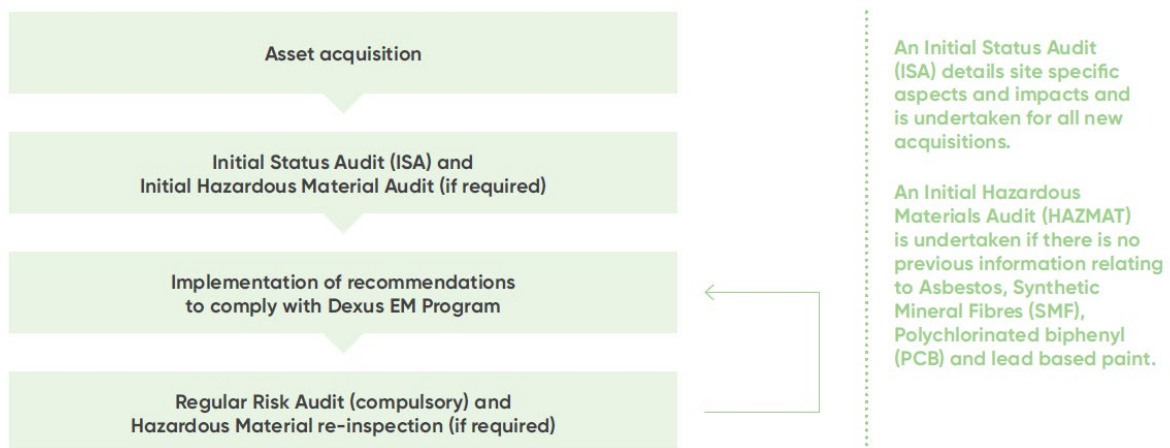 Asset acquisition
Initial Status Audit (ISA) and
Initial Hazardous Material Audit (if required)
Implementation of recommendations
to comply with Dexus EM Program
Regular Risk Audit (compulsory) and
Hazardous Material re-inspection (if required)
An Initial Status Audit
(ISA) details site specific
aspects and impacts and
is undertaken for all new
acquisitions.
An Initial Hazardous
Materials Audit (HAZMAT)
is undertaken if there is no
previous information relating
to Asbestos, Synthetic
Mineral Fibres (SMF),
Polychlorinated biphenyl
(PCB) and lead based paint.